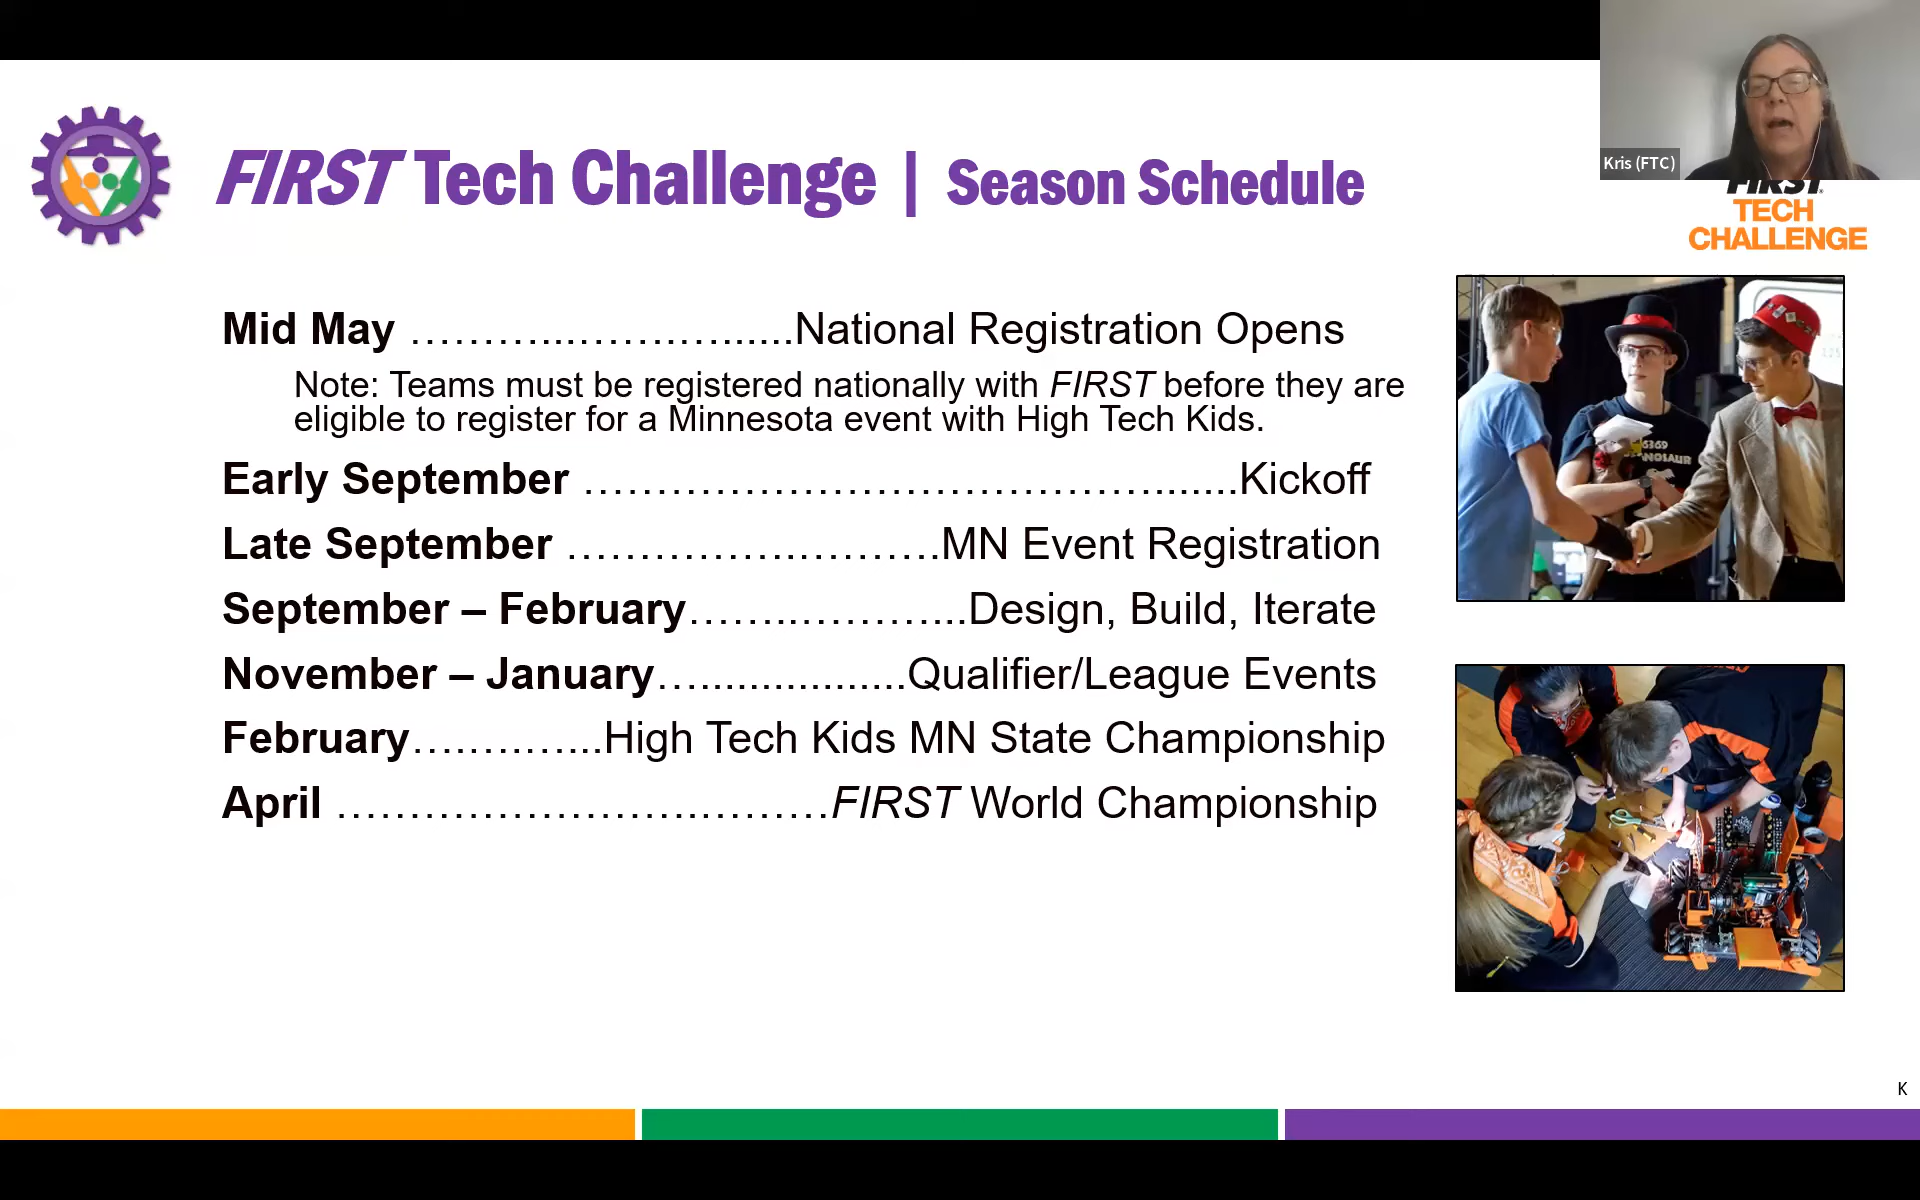 Kris (FTC)
FIRST Tech Challenge | Season Schedule
FIRST
TECH
CHALLENGE
Mid May ………...…….…......National Registration Opens
Note: Teams must be registered nationally with FIRST before they are
eligible to register for a Minnesota event with High Tech Kids.
Early September ………………………………….......Kickoff
Late September …………….……….MN Event Registration
September – February……..………...Design, Build, Iterate
November – January….................Qualifier/League Events
February….….…...High Tech Kids MN State Championship
April …………………….………FIRST World Championship
6369
K